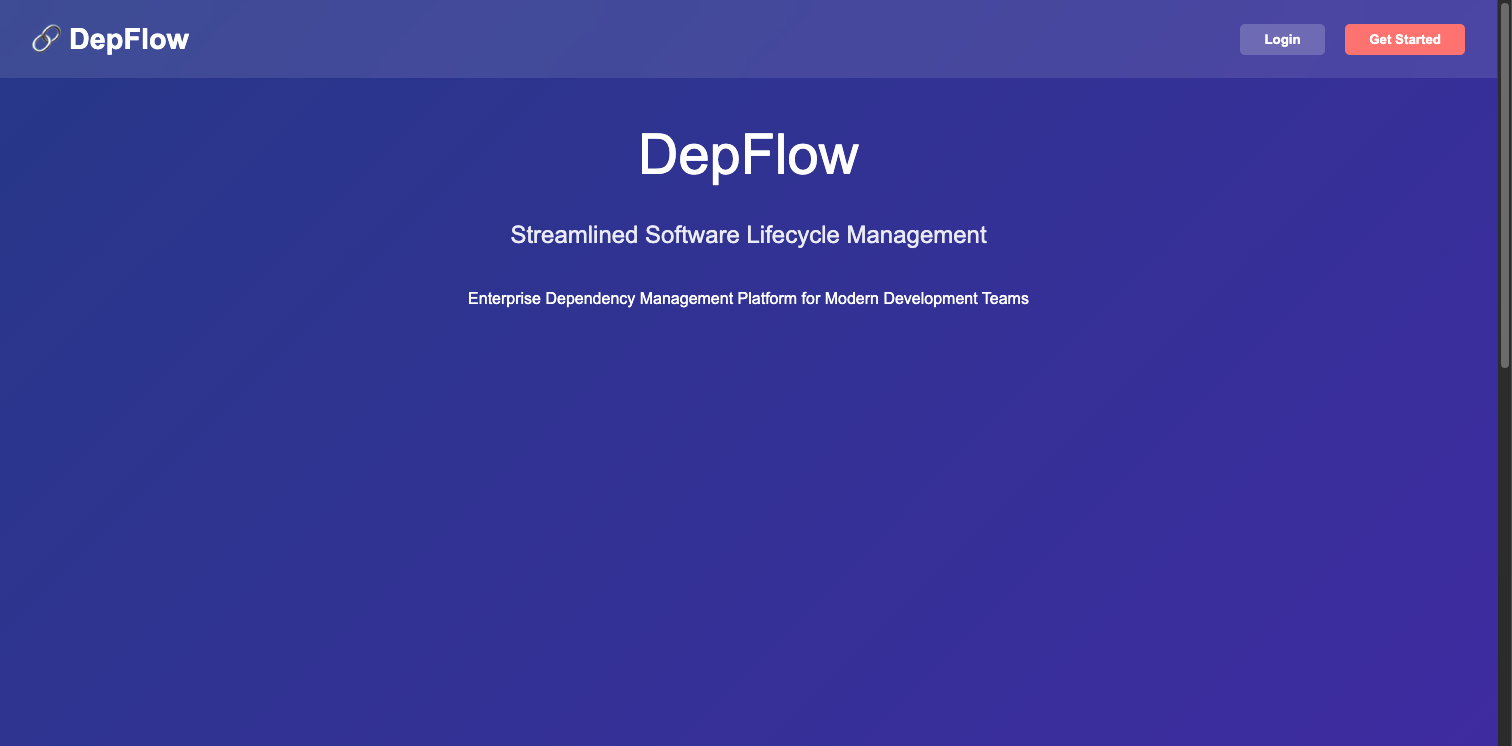 DepFlow
Login
Get Started
DepFlow
Streamlined Software Lifecycle Management
Enterprise Dependency Management Platform for Modern Development Teams